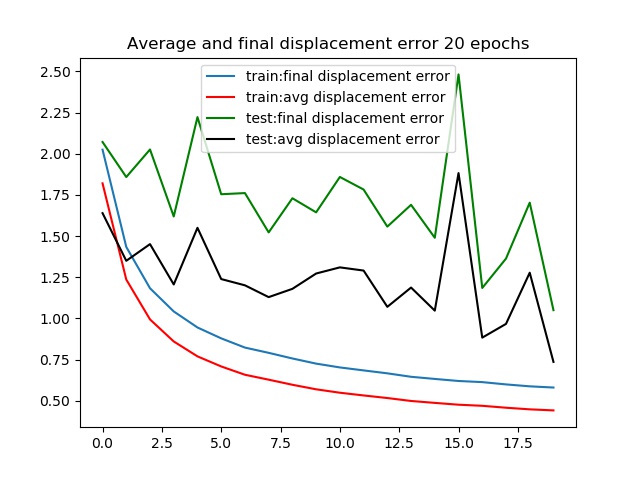 Average and final displacement error 20 epochs
train:final displacement error
train:avg displacement error
test:final displacement error
test:avg displacement error
2.50
2.25
2.00
1.75
1.50
1.25
1.00
0.75
0.50
0.0 2.5 5.0 7.5 10.0 12.5 15.0 17.5